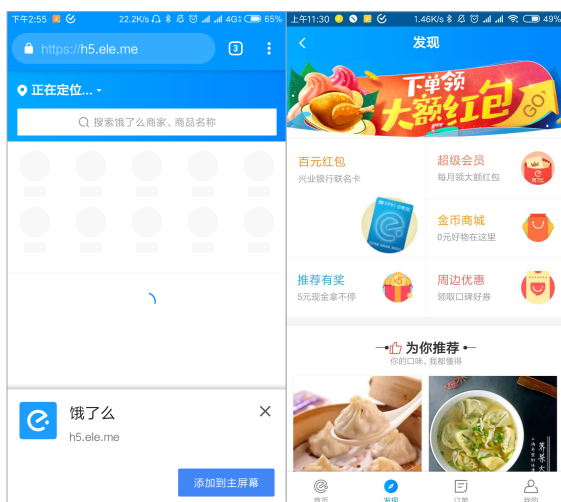 下午2:55
22.2K/s
4G
65%
https://h5.ele.me
3
正在定位...
搜索饿了么商家、商品名称
饿了么
h5.ele.me
添加到主屏幕
上午11:30
1.46K/s
49%
发现
下单领
大额红包
GO
百元红包
兴业银行联名卡
超级会员
每月领大额红包
金币商城
0元好物在这里
推荐有奖
5元现金拿不停
¥5
周边优惠
领取口碑好券
为你推荐
你的口味，我都懂得
荠菜大
首页
发现
订单
我的